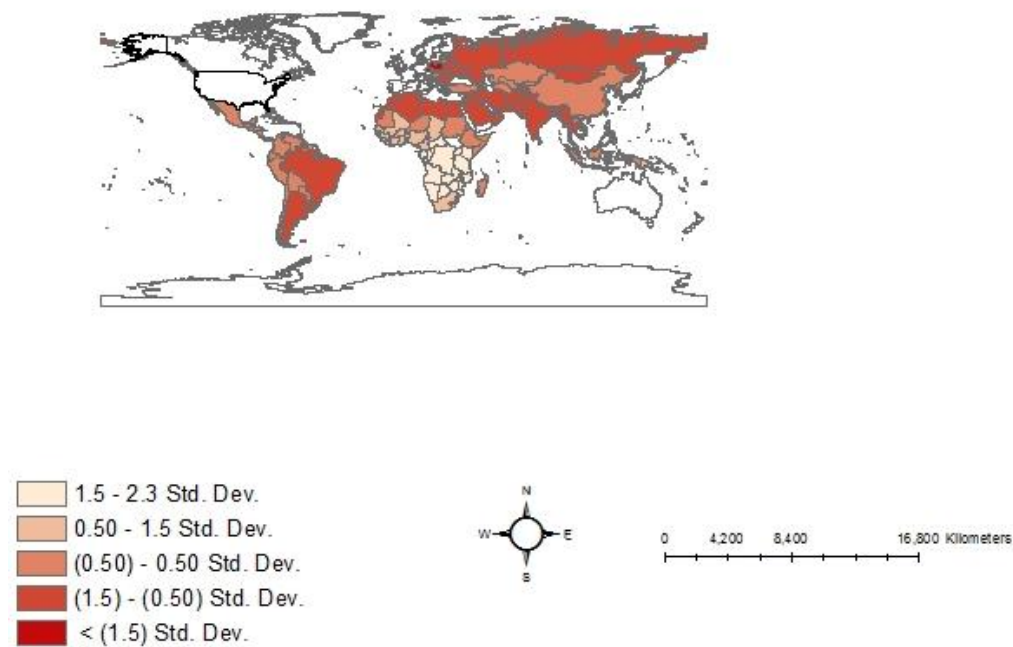 1.5 - 2.3 Std. Dev.
0.50 - 1.5 Std. Dev.
(0.50) - 0.50 Std. Dev.
(1.5) - (0.50) Std. Dev.
< (1.5) Std. Dev.
N
W E
S
0 4,200 8,400 16,800 Kilometers